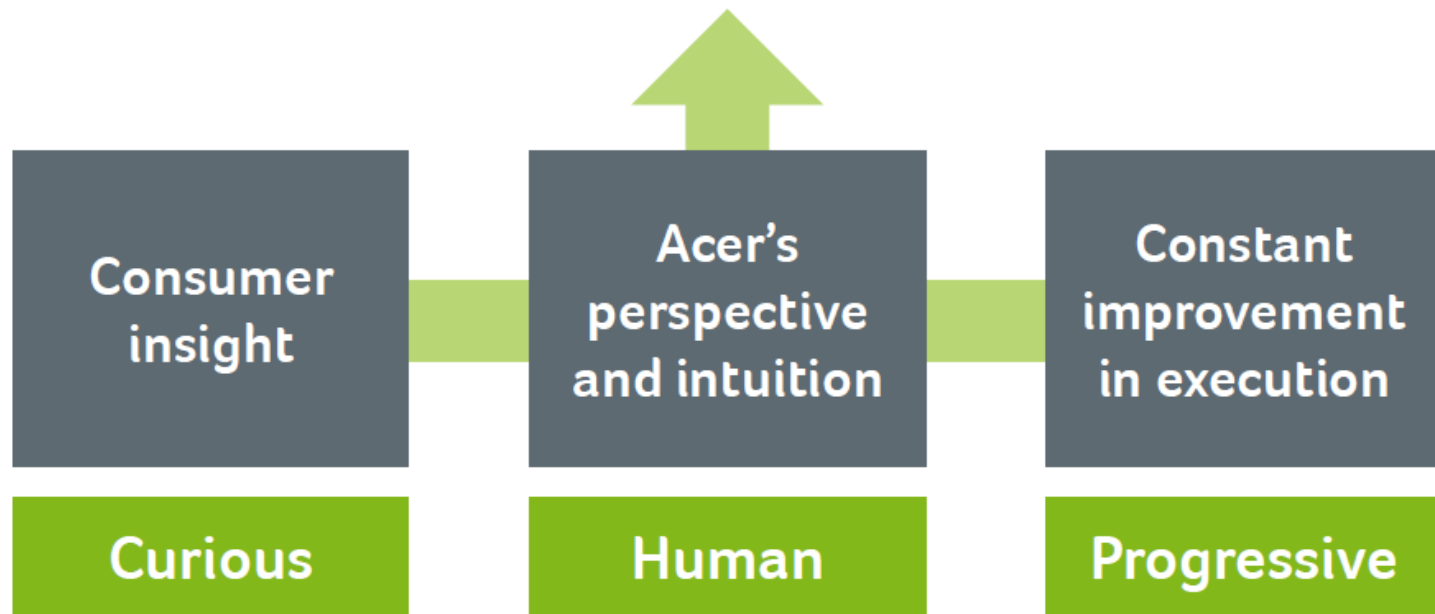 Consumer
insight
Acer’s
perspective
and intuition
Constant
improvement
in execution
Curious
Human
Progressive